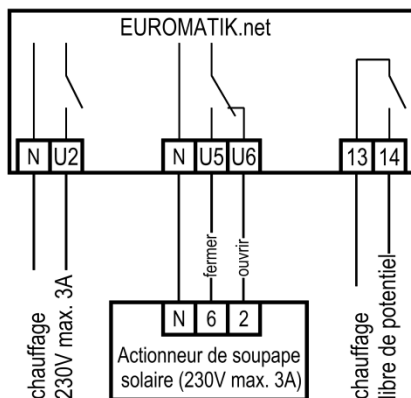 EUROMATIK.net
N U2 N U5 U6 13 14
fermer
ouvrir
N 6 2
Actionneur de soupape
solaire (230V max. 3A)
chauffage
230V max. 3A
chauffage
libre de potentiel